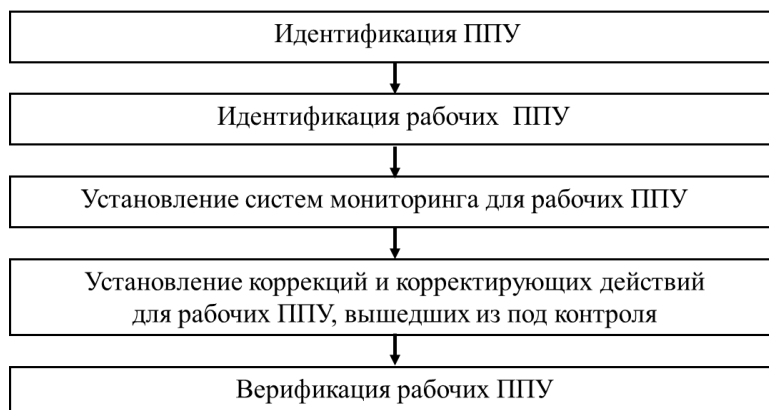 Идентификация ППУ
Идентификация рабочих ППУ
Установление систем мониторинга для рабочих ППУ
Установление коррекций и корректирующих действий
для рабочих ППУ, вышедших из под контроля
Верификация рабочих ППУ